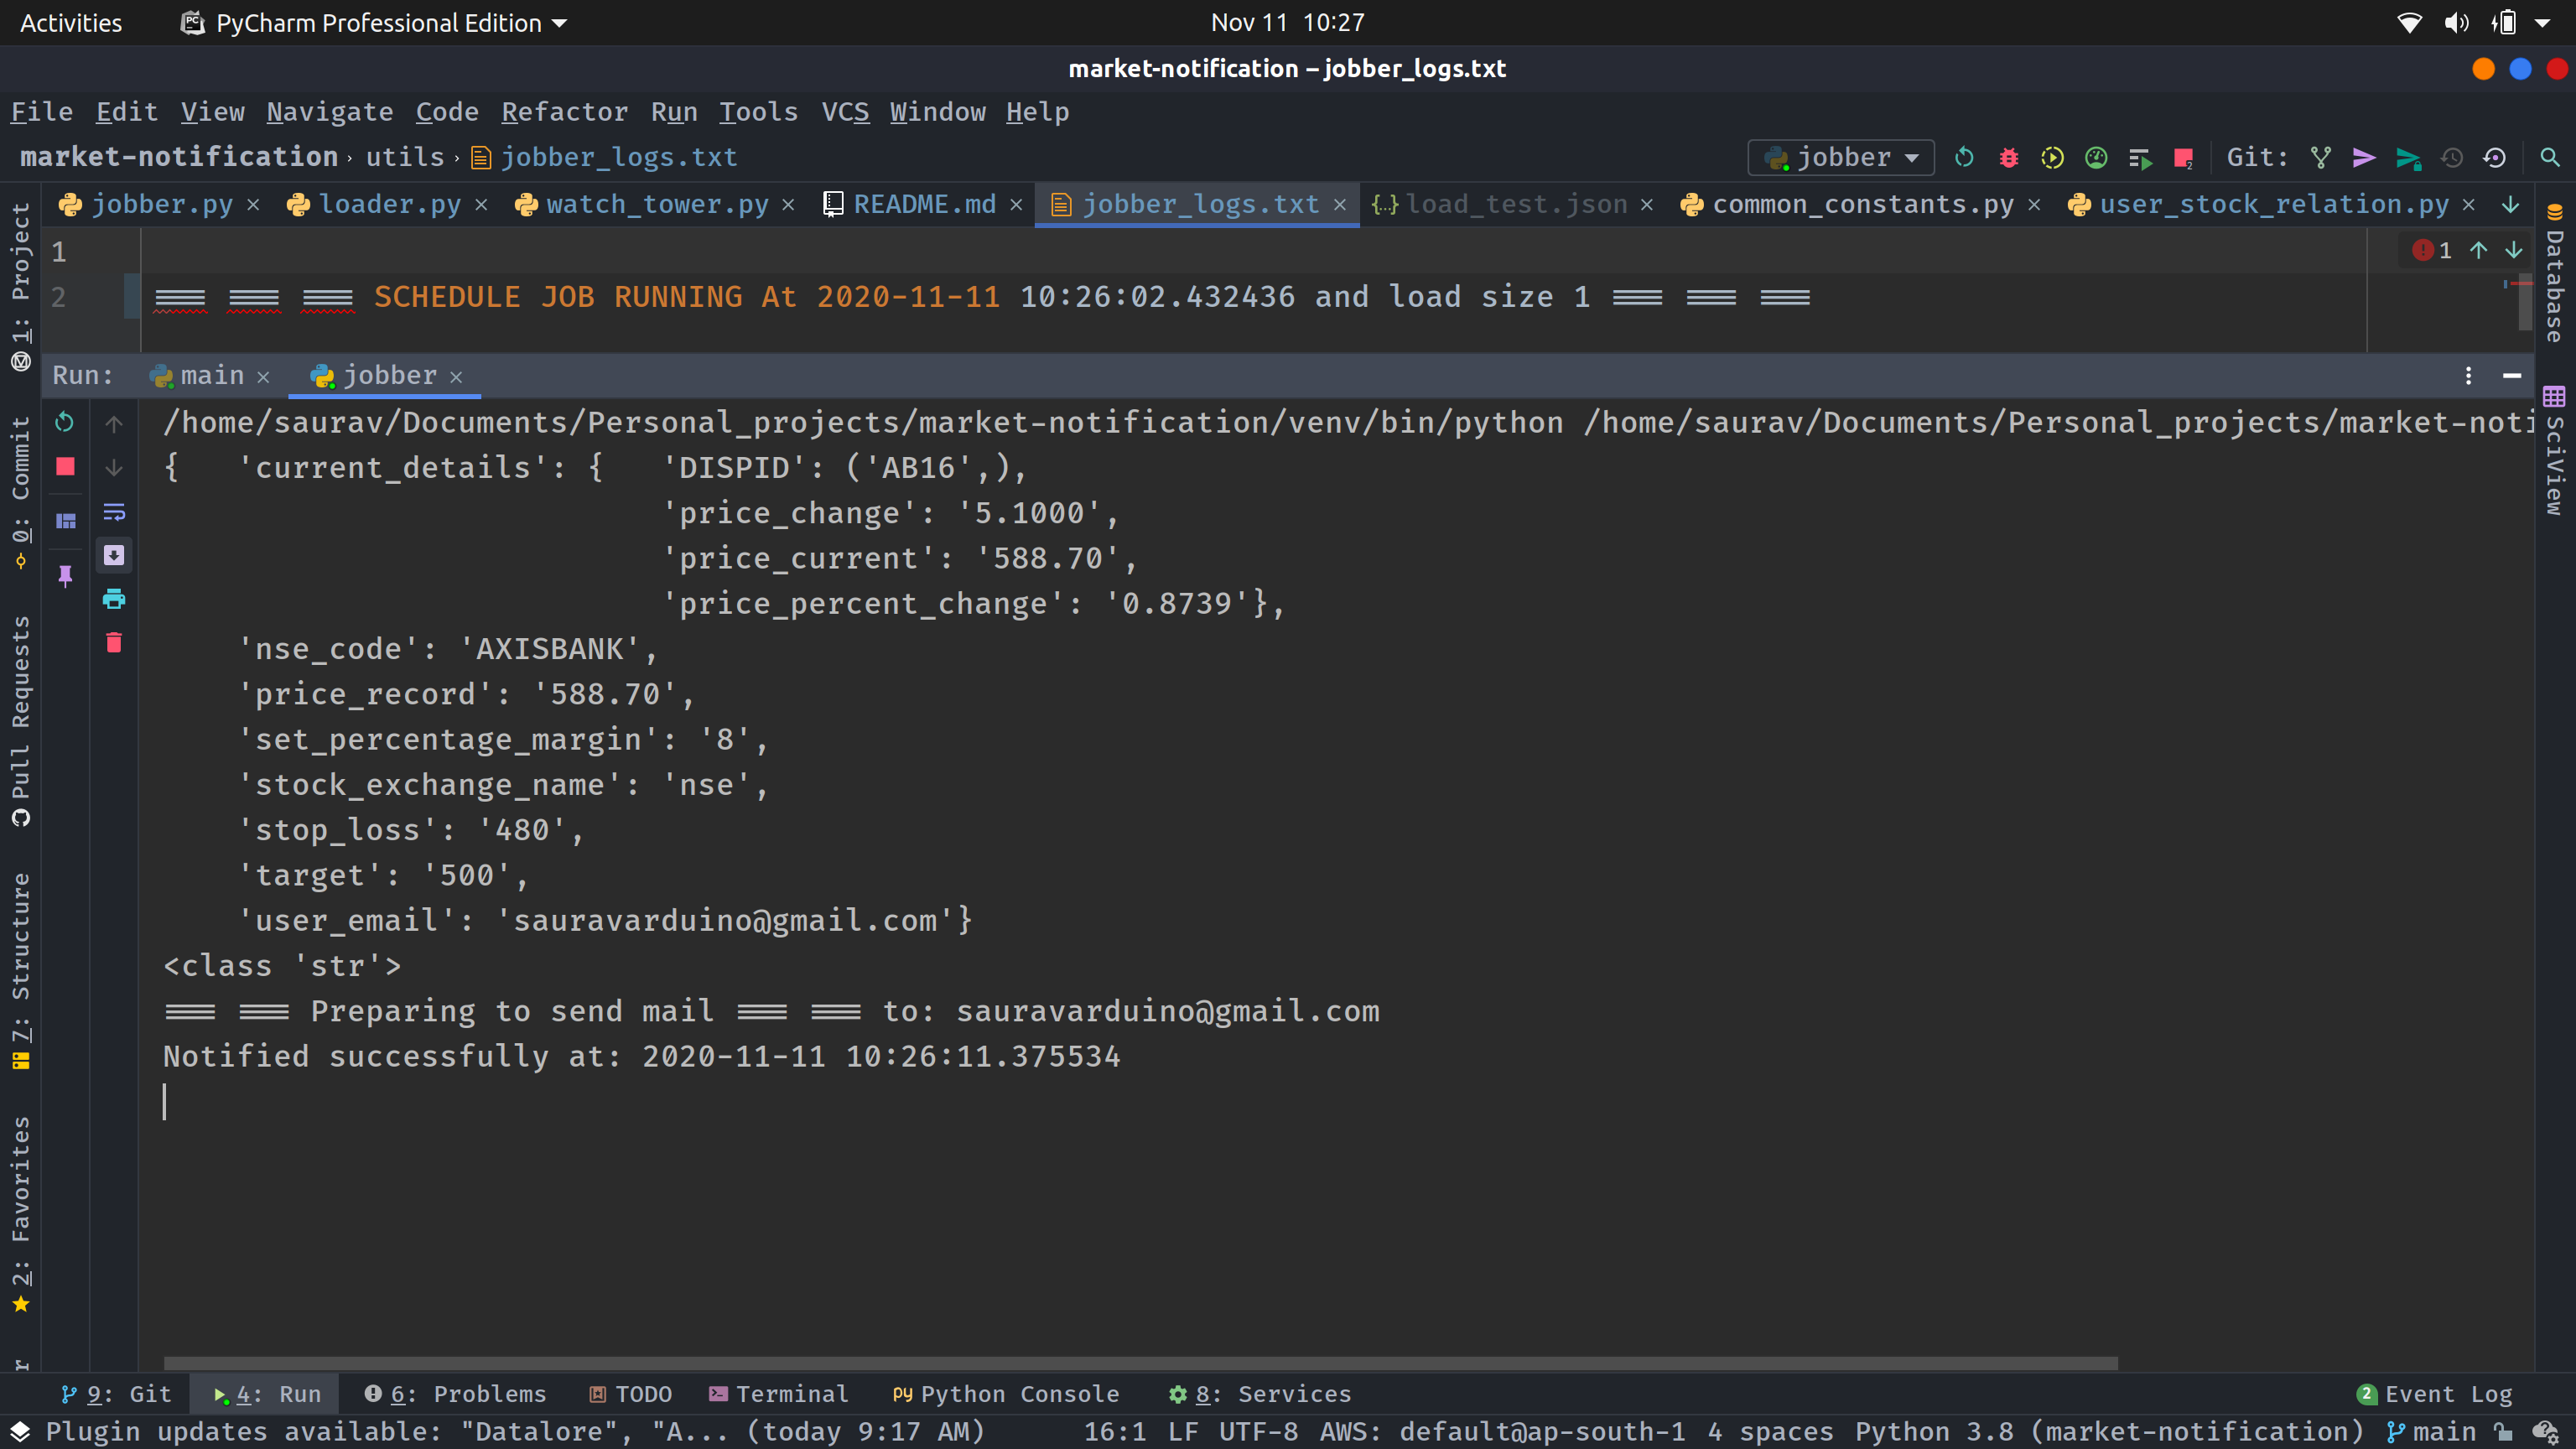 Activities PyCharm Professional Edition Nov 11 10:27
market-notification – jobber_logs.txt
File Edit View Navigate Code Refactor Run Tools VCS Window Help
market-notification › utils › jobber_logs.txt jobber Git:
jobber.py loader.py watch_tower.py README.md jobber_logs.txt load_test.json common_constants.py user_stock_relation.py
1
1
2 === === === SCHEDULE JOB RUNNING At 2020-11-11 10:26:02.432436 and load size 1 === === ===
Run: main jobber
/home/saurav/Documents/Personal_projects/market-notification/venv/bin/python /home/saurav/Documents/Personal_projects/market-noti
{    'current_details': {    'DISPID': ('AB16',),
'price_change': '5.1000',
'price_current': '588.70',
'price_percent_change': '0.8739'},
'nse_code': 'AXISBANK',
'price_record': '588.70',
'set_percentage_margin': '8',
'stock_exchange_name': 'nse',
'stop_loss': '480',
'target': '500',
'user_email': 'sauravarduino@gmail.com'}
<class 'str'>
=== === Preparing to send mail === === to: sauravarduino@gmail.com
Notified successfully at: 2020-11-11 10:26:11.375534
1: Project
0: Commit
Pull Requests
7: Structure
2: Favorites
Database
SciView
9: Git 4: Run 6: Problems TODO Terminal Python Console 8: Services 2 Event Log
Plugin updates available: "Datalore", "A... (today 9:17 AM) 16:1 LF UTF-8 AWS: default@ap-south-1 4 spaces Python 3.8 (market-notification) main